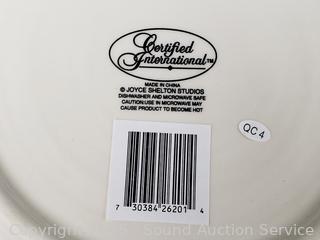 Certified
International™
MADE IN CHINA
© JOYCE SHELTON STUDIOS
DISHWASHER AND MICROWAVE SAFE
CAUTION:USE IN MICROWAVE MAY
CAUSE PRODUCT TO BECOME HOT
QC 4
7 30384 26201 4
Sound Auction Service